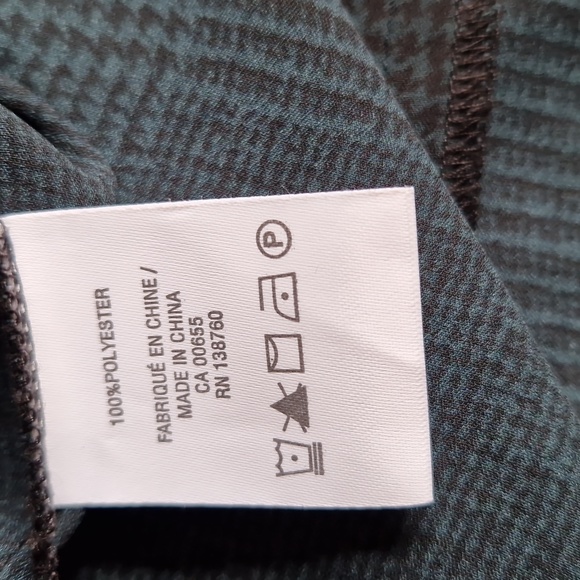 100%POLYESTER
FABRIQUÉ EN CHINE /
MADE IN CHINA
CA 00655
RN 138760
P